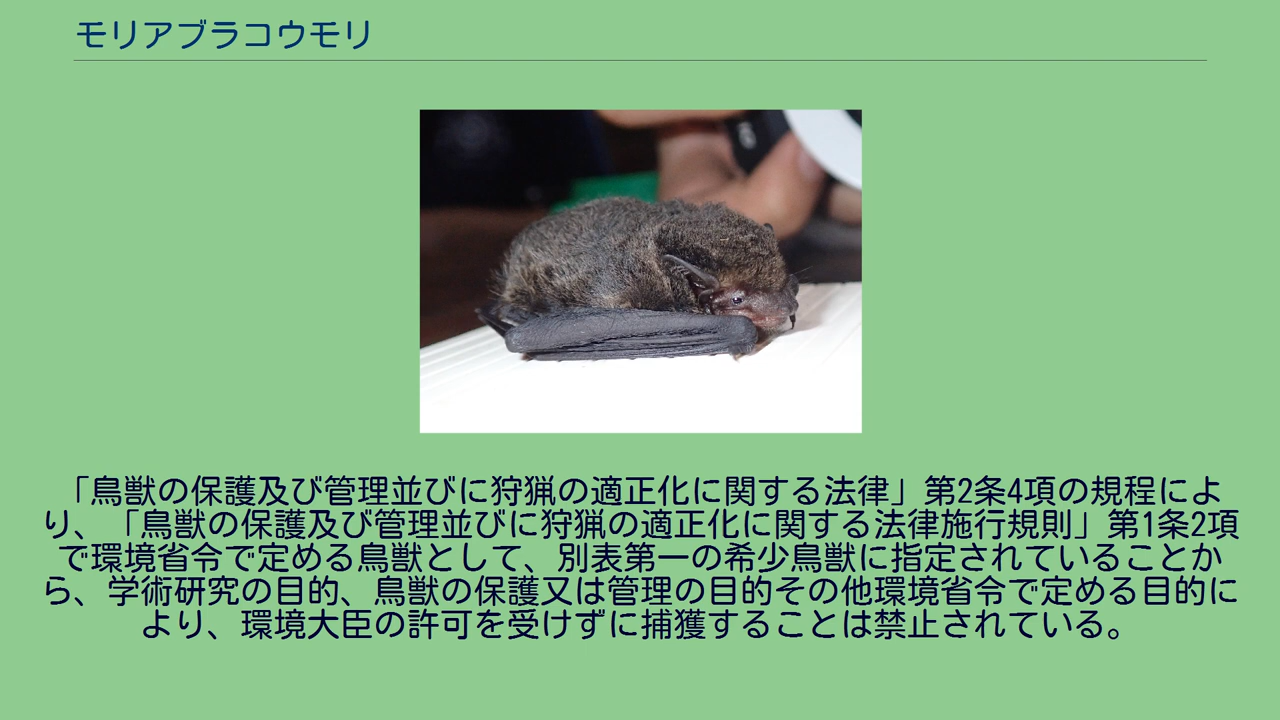 モリアブラコウモリ
「鳥獣の保護及び管理並びに狩猟の適正化に関する法律」第2条4項の規程によ
り、「鳥獣の保護及び管理並びに狩猟の適正化に関する法律施行規則」第1条2項
で環境省令で定める鳥獣として、別表第一の希少鳥獣に指定されていることか
ら、学術研究の目的、鳥獣の保護又は管理の目的その他環境省令で定める目的に
より、環境大臣の許可を受けずに捕獲することは禁止されている。